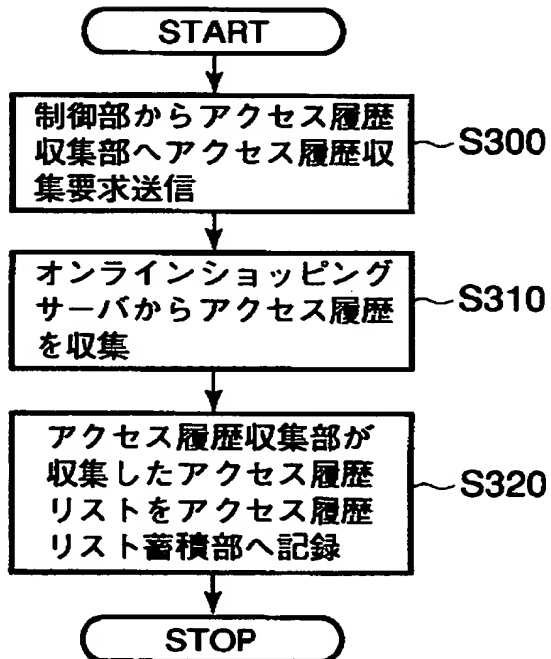 START
制御部からアクセス履歴
収集部へアクセス履歴収
集要求送信
S300
オンラインショッピング
サーバからアクセス履歴
を収集
S310
アクセス履歴収集部が
収集したアクセス履歴
リストをアクセス履歴
リスト蓄積部へ記録
S320
STOP